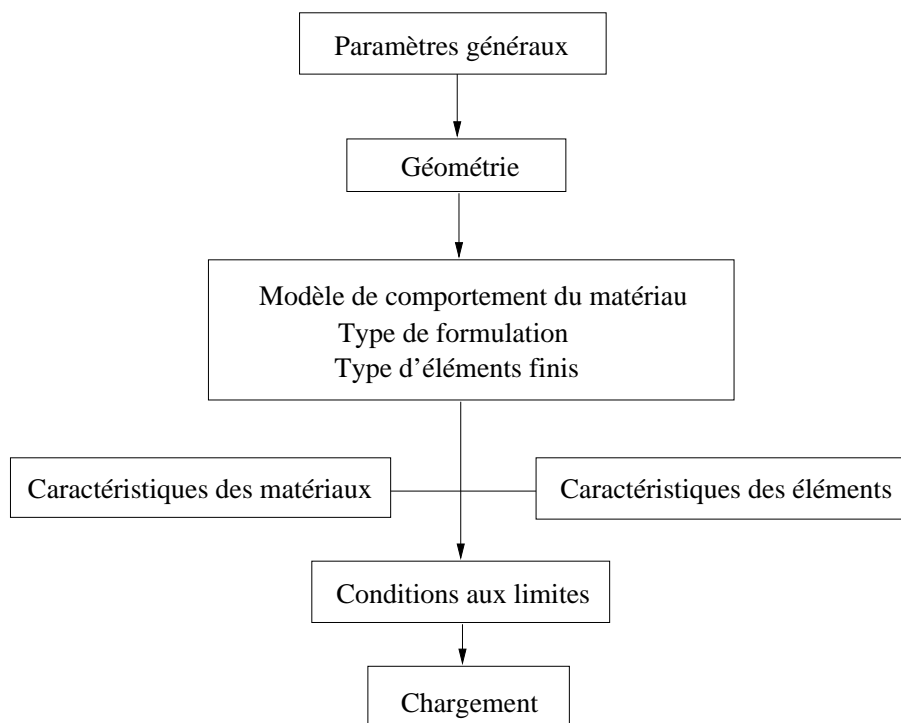 Paramètres généraux
Géométrie
Modèle de comportement du matériau
Type de formulation
Type d'éléments finis
Caractéristiques des matériaux
Caractéristiques des éléments
Conditions aux limites
Chargement